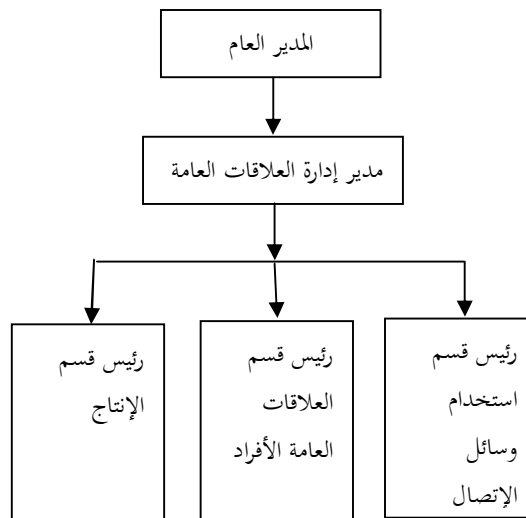 المدير العام
مدير إدارة العلاقات العامة
رئيس قسم
استخدام
وسائل
الإتصال
رئيس قسم
العلاقات
العامة الأفراد
رئيس قسم
الإنتاج